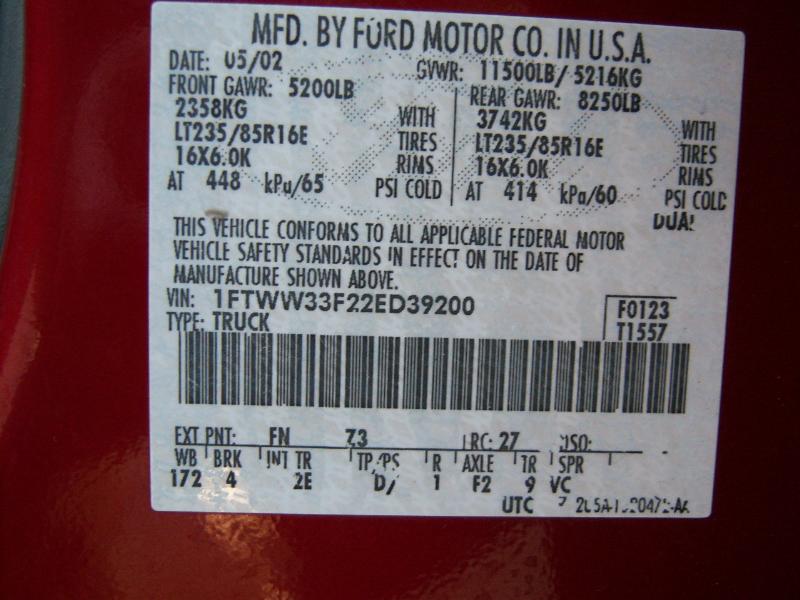 MFD. BY FORD MOTOR CO. IN U.S.A.
DATE: 05/02 GVWR: 11500LB/ 5216KG
FRONT GAWR: 5200LB REAR GAWR: 8250LB
2358KG WITH 3742KG WITH
LT235/85R16E TIRES LT235/85R16E TIRES
16X6.0K RIMS 16X6.0K RIMS
AT 448 kPa/65 PSI COLD AT 414 kPa/60 PSI COLD
DUAL
THIS VEHICLE CONFORMS TO ALL APPLICABLE FEDERAL MOTOR
VEHICLE SAFETY STANDARDS IN EFFECT ON THE DATE OF
MANUFACTURE SHOWN ABOVE.
VIN: 1FTWW33F22ED39200 F0123
TYPE: TRUCK T1557
EXT PNT: FN Z3 RC: 27 DSO:
WB BRK INT TR TP/PS R AXLE TR SPR
172 4 2E D/ 1 F2 9 VC
UTC